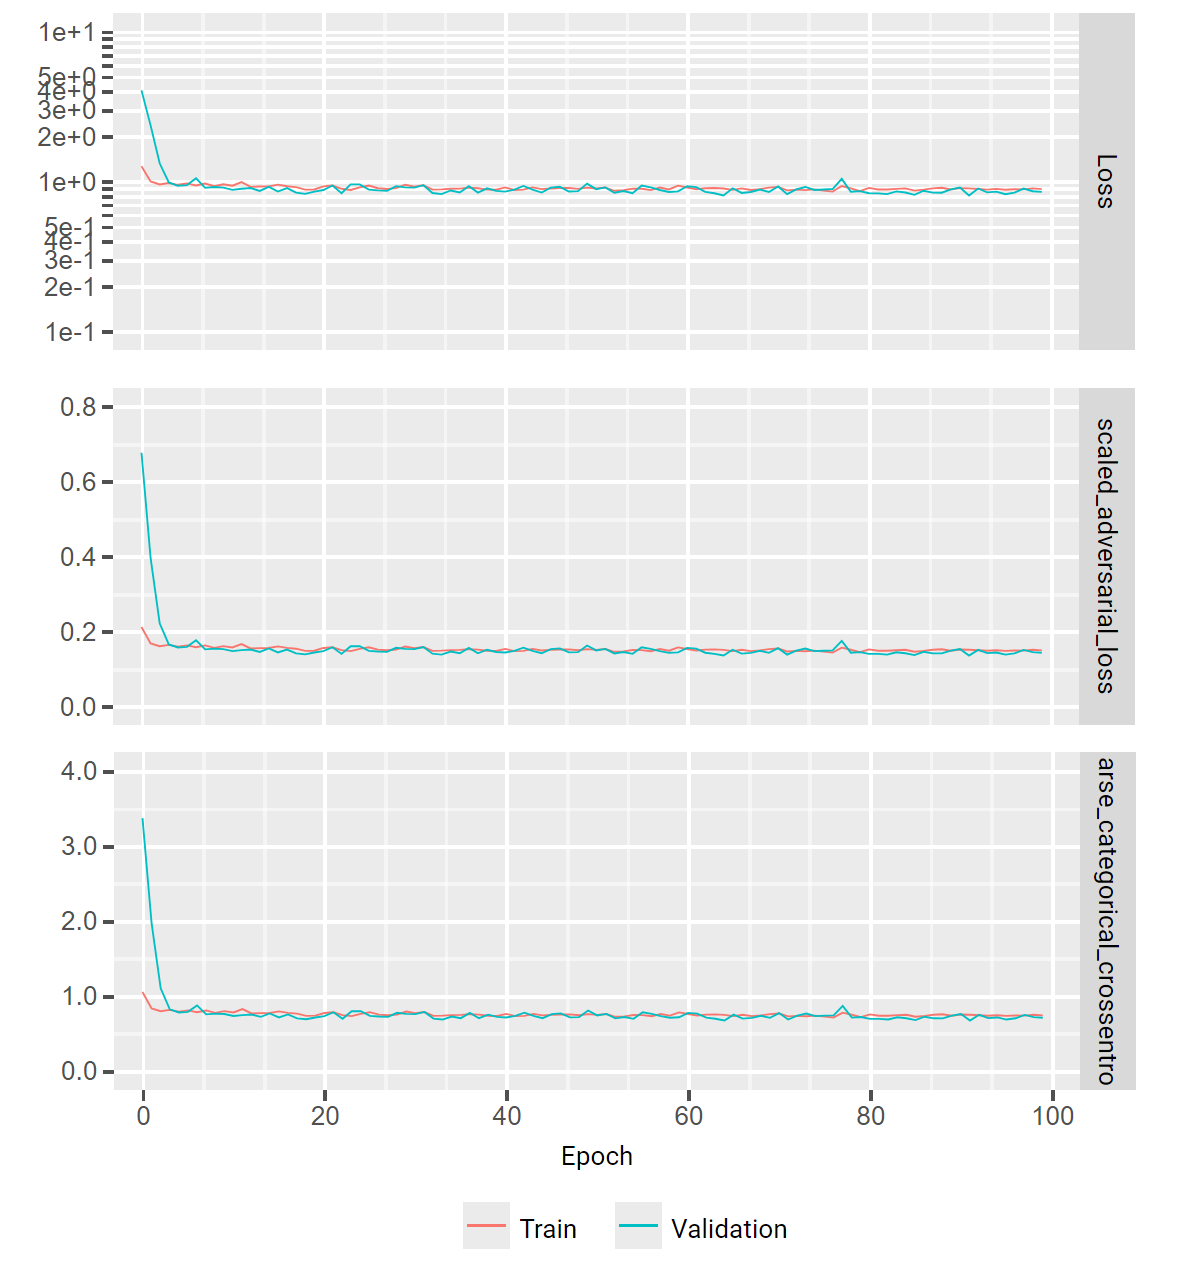 1e+1
5e+0
4e+0
3e+0
2e+0
1e+0
5e-1
4e-1
3e-1
2e-1
1e-1
Loss
0.8
0.6
0.4
0.2
0.0
scaled_adversarial_loss
4.0
3.0
2.0
1.0
0.0
arse_categorical_crossentro
0 20 40 60 80 100
Epoch
Train Validation